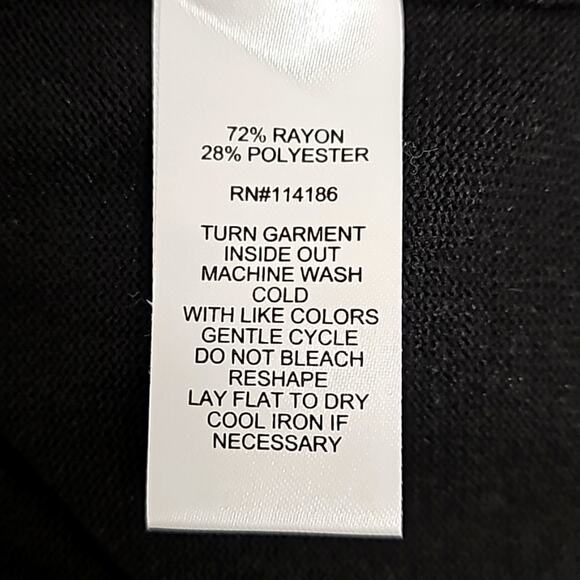 72% RAYON
28% POLYESTER
RN#114186
TURN GARMENT
INSIDE OUT
MACHINE WASH
COLD
WITH LIKE COLORS
GENTLE CYCLE
DO NOT BLEACH
RESHAPE
LAY FLAT TO DRY
COOL IRON IF
NECESSARY